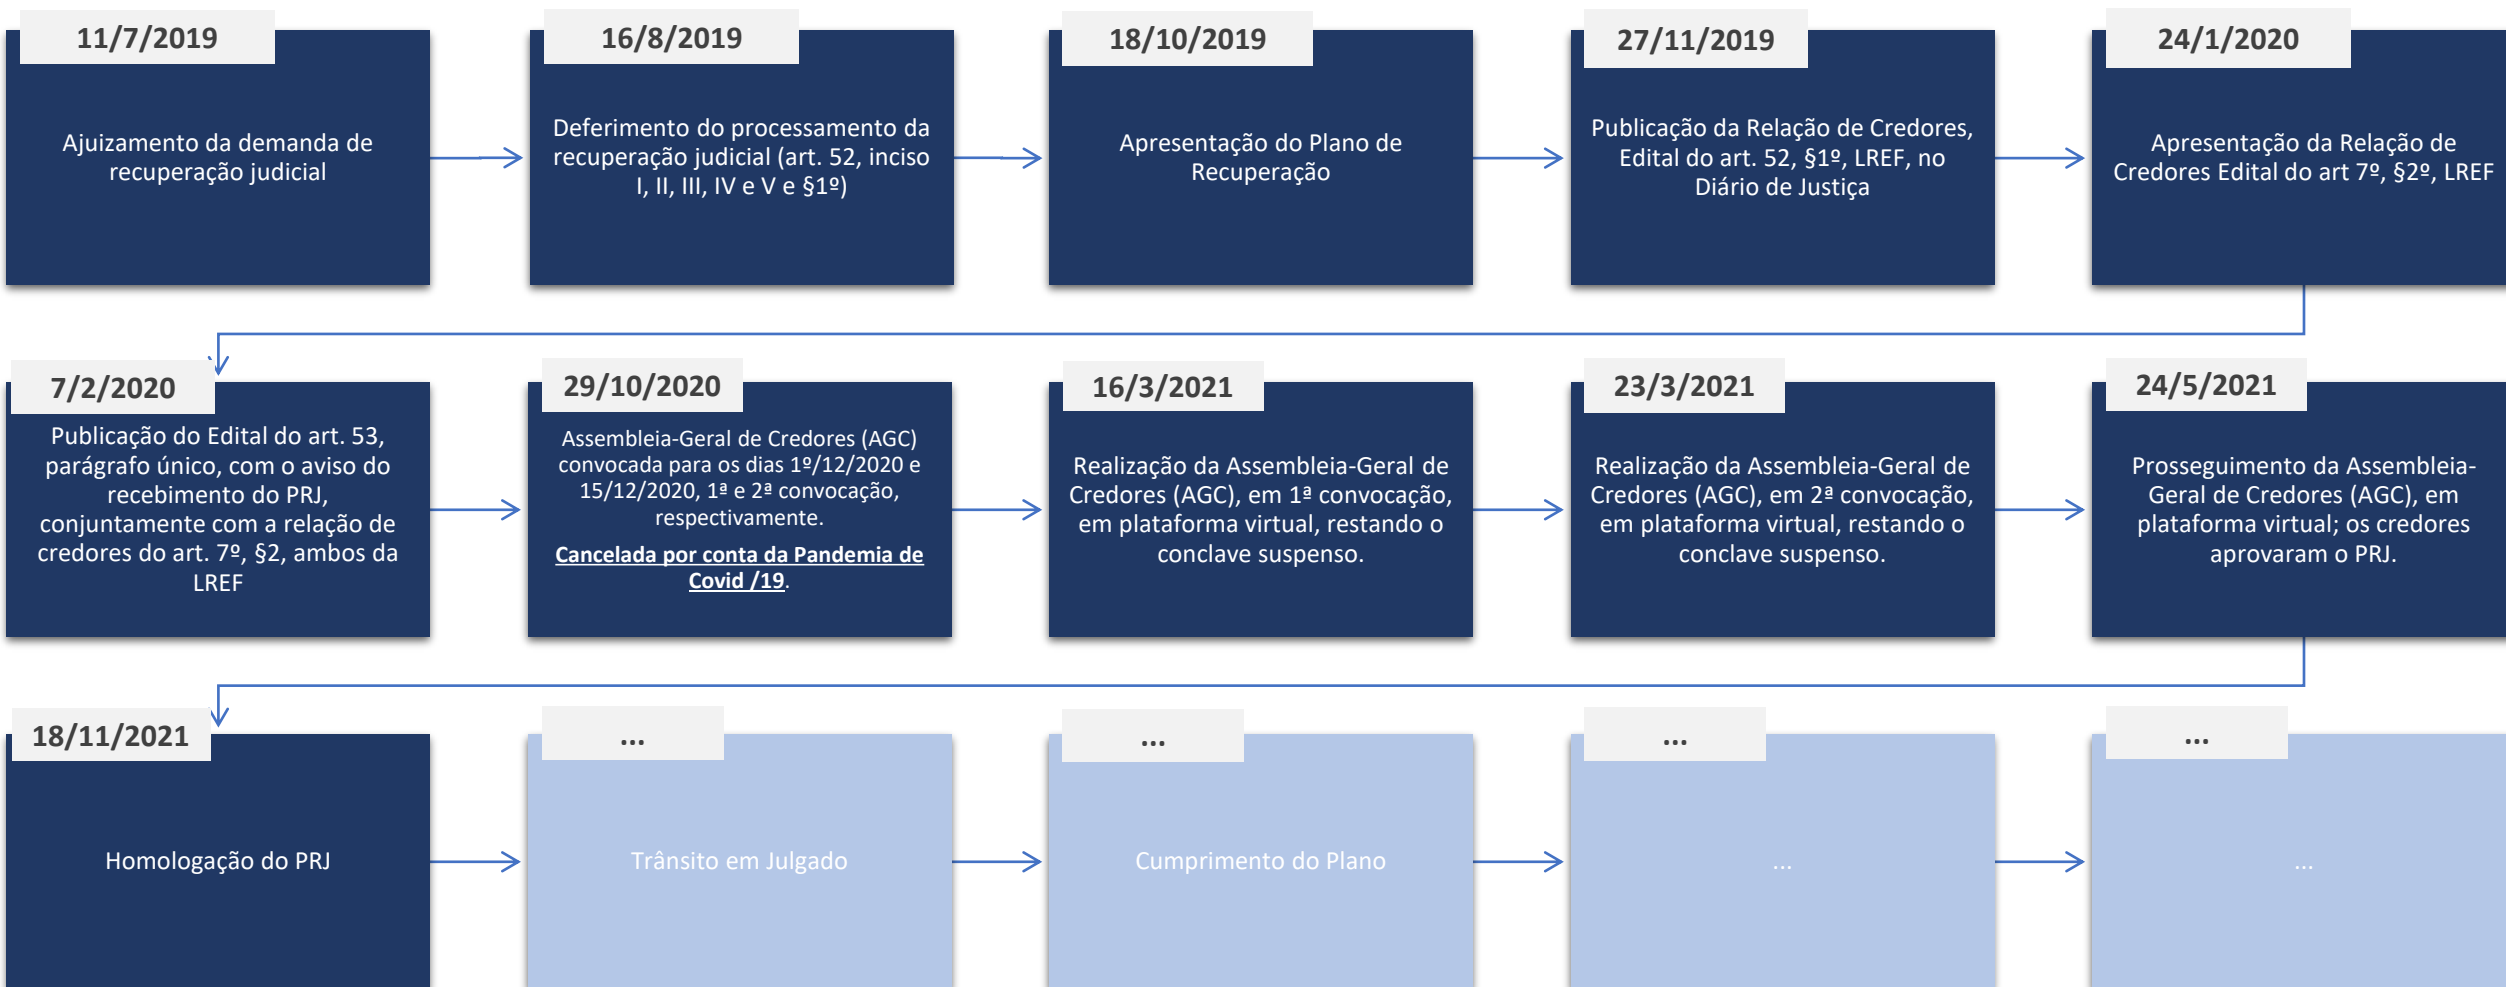 11/7/2019
Ajuizamento da demanda de
recuperação judicial
16/8/2019
Deferimento do processamento da
recuperação judicial (art. 52, inciso
I, II, III, IV e V e §1º)
18/10/2019
Apresentação do Plano de
Recuperação
27/11/2019
Publicação da Relação de Credores,
Edital do art. 52, §1º, LREF, no
Diário de Justiça
24/1/2020
Apresentação da Relação de
Credores Edital do art 7º, §2º, LREF
7/2/2020
Publicação do Edital do art. 53,
parágrafo único, com o aviso do
recebimento do PRJ,
conjuntamente com a relação de
credores do art. 7º, §2, ambos da
LREF
29/10/2020
Assembleia-Geral de Credores (AGC)
convocada para os dias 1º/12/2020 e
15/12/2020, 1ª e 2ª convocação,
respectivamente.
Cancelada por conta da Pandemia de
Covid /19.
16/3/2021
Realização da Assembleia-Geral de
Credores (AGC), em 1ª convocação,
em plataforma virtual, restando o
conclave suspenso.
23/3/2021
Realização da Assembleia-Geral de
Credores (AGC), em 2ª convocação,
em plataforma virtual, restando o
conclave suspenso.
24/5/2021
Prosseguimento da Assembleia-
Geral de Credores (AGC), em
plataforma virtual; os credores
aprovaram o PRJ.
18/11/2021
Homologação do PRJ
...
Trânsito em Julgado
...
Cumprimento do Plano
...
...
...
...